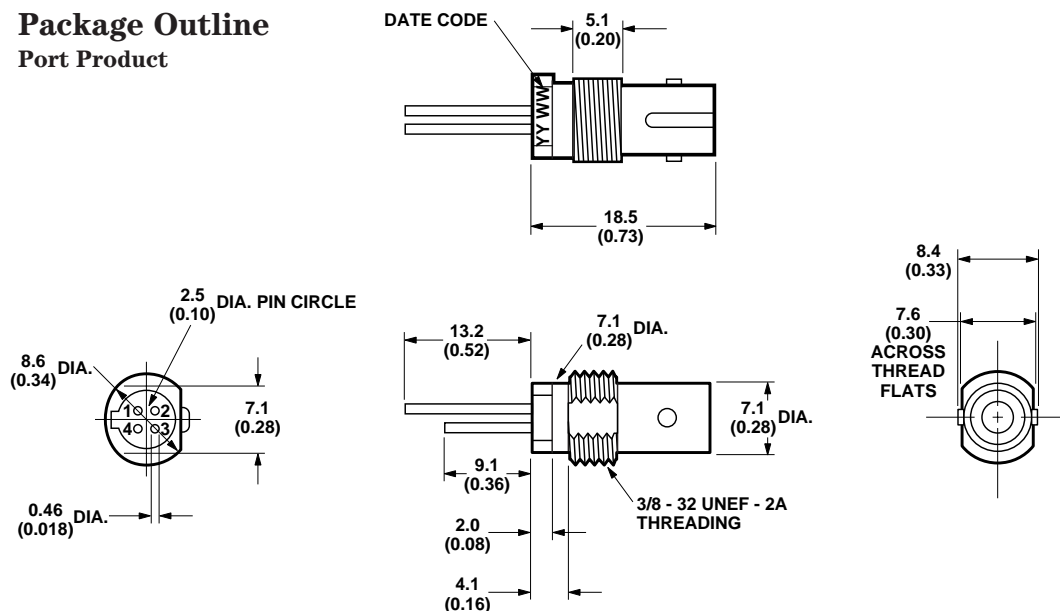 Package Outline
Port Product
DATE CODE
5.1
(0.20)
YY WW
18.5
(0.73)
2.5
(0.10)
DIA. PIN CIRCLE
8.6
(0.34)
DIA.
1
2
4
3
7.1
(0.28)
0.46
(0.018)
DIA.
13.2
(0.52)
7.1
(0.28)
DIA.
7.1
(0.28)
DIA.
9.1
(0.36)
3/8 - 32 UNEF - 2A
THREADING
2.0
(0.08)
4.1
(0.16)
8.4
(0.33)
7.6
(0.30)
ACROSS
THREAD
FLATS